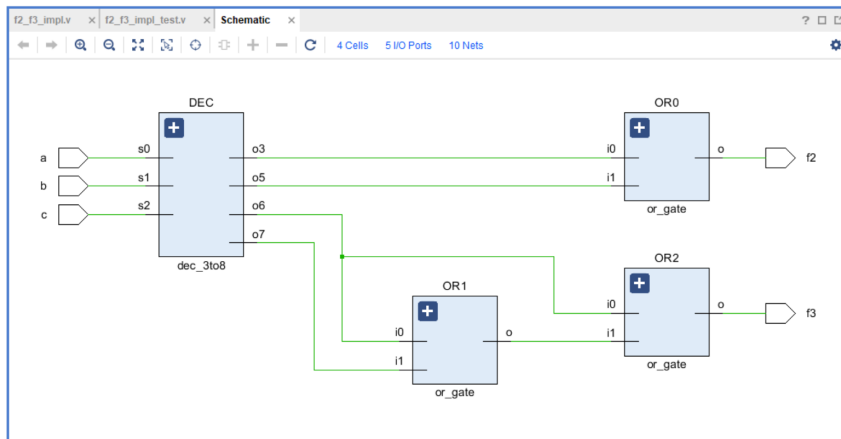 f2_f3_impl.v × f2_f3_impl_test.v × Schematic ×
?
4 Cells 5 I/O Ports 10 Nets
DEC
OR0
a
s0
o3
i0
o
f2
b
s1
o5
i1
c
s2
o6
or_gate
o7
dec_3to8
OR2
OR1
i0
o
f3
i0
o
i1
i1
or_gate
or_gate